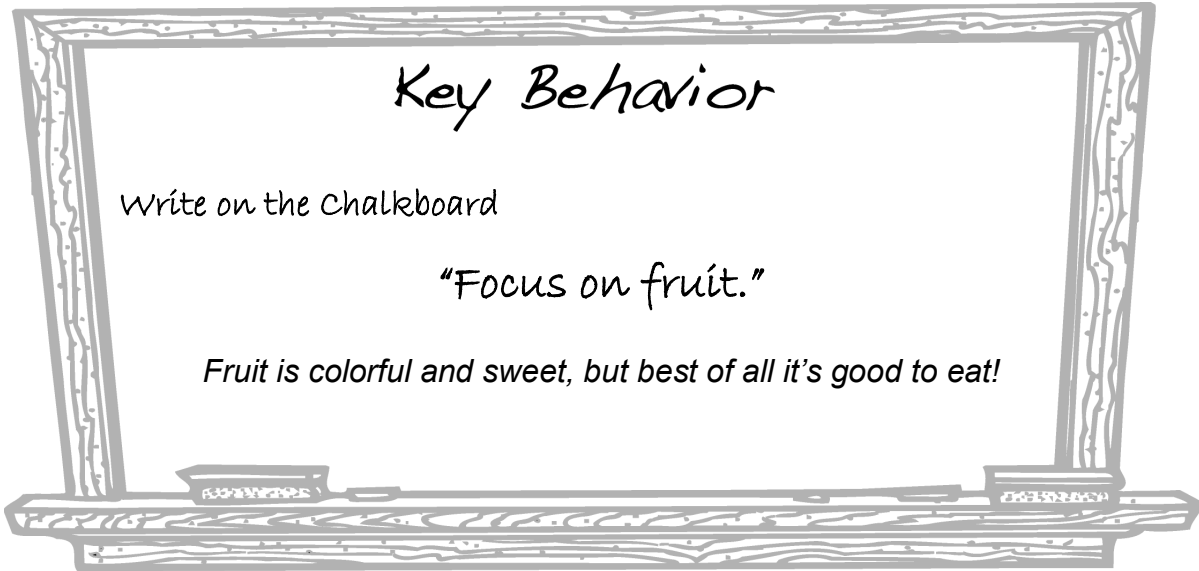 Key Behavior
Write on the Chalkboard
“Focus on fruit.”
Fruit is colorful and sweet, but best of all it’s good to eat!